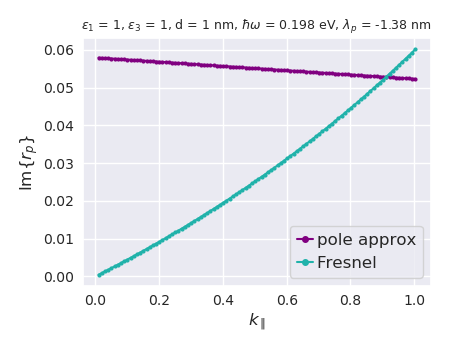 ε₁ = 1, ε₃ = 1, d = 1 nm, ℏω = 0.198 eV, λₚ = -1.38 nm
Im{rₚ}
0.06
0.05
0.04
0.03
0.02
0.01
0.00
pole approx
Fresnel
0.0 0.2 0.4 0.6 0.8 1.0
k∥